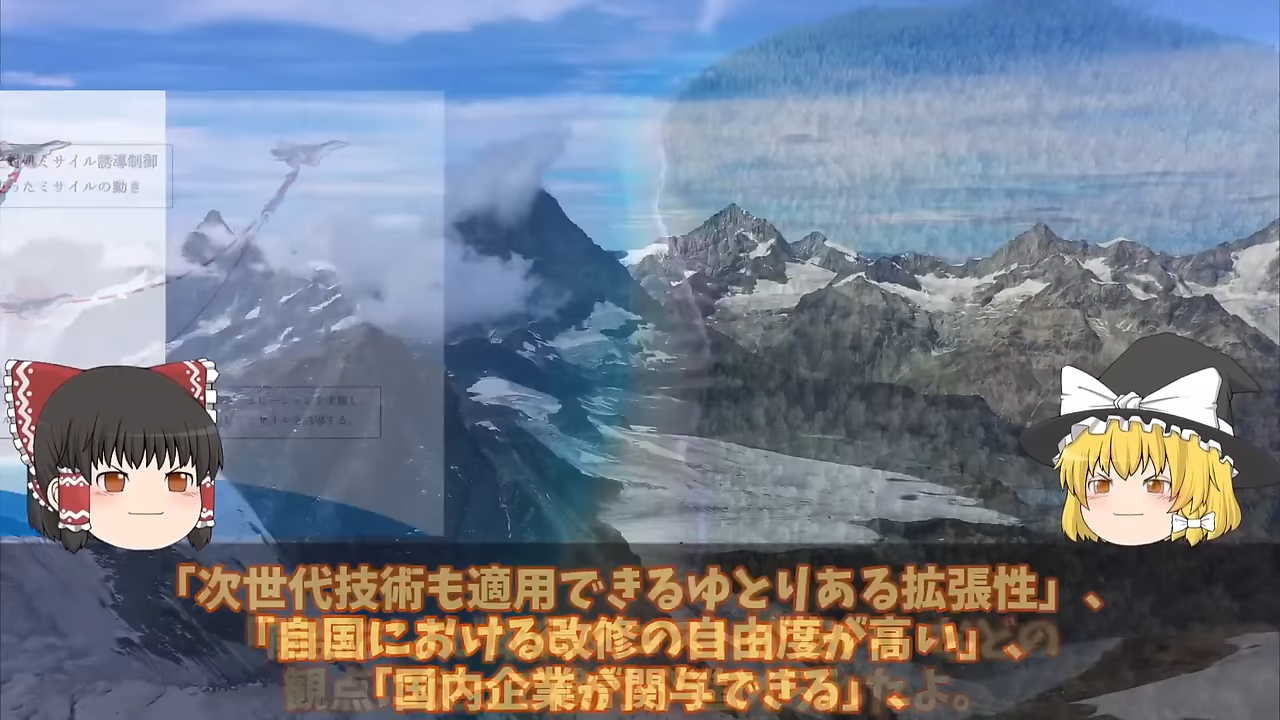 ミサイル誘導制御
ったミサイルの動き
「次世代技術も適用できるゆとりある拡張性」、
「自国における改修の自由度が高い」、
「国内企業が関与できる」、